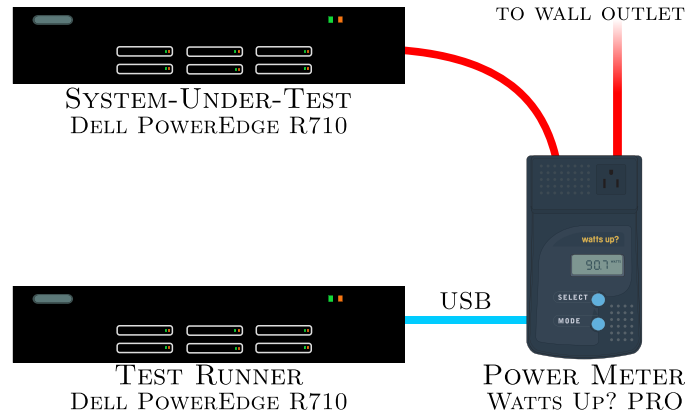 TO WALL OUTLET
SYSTEM-UNDER-TEST
DELL POWEREDGE R710
watts up?
90.7 WATTS
SELECT
MODE
USB
TEST RUNNER
DELL POWEREDGE R710
POWER METER
WATTS UP? PRO